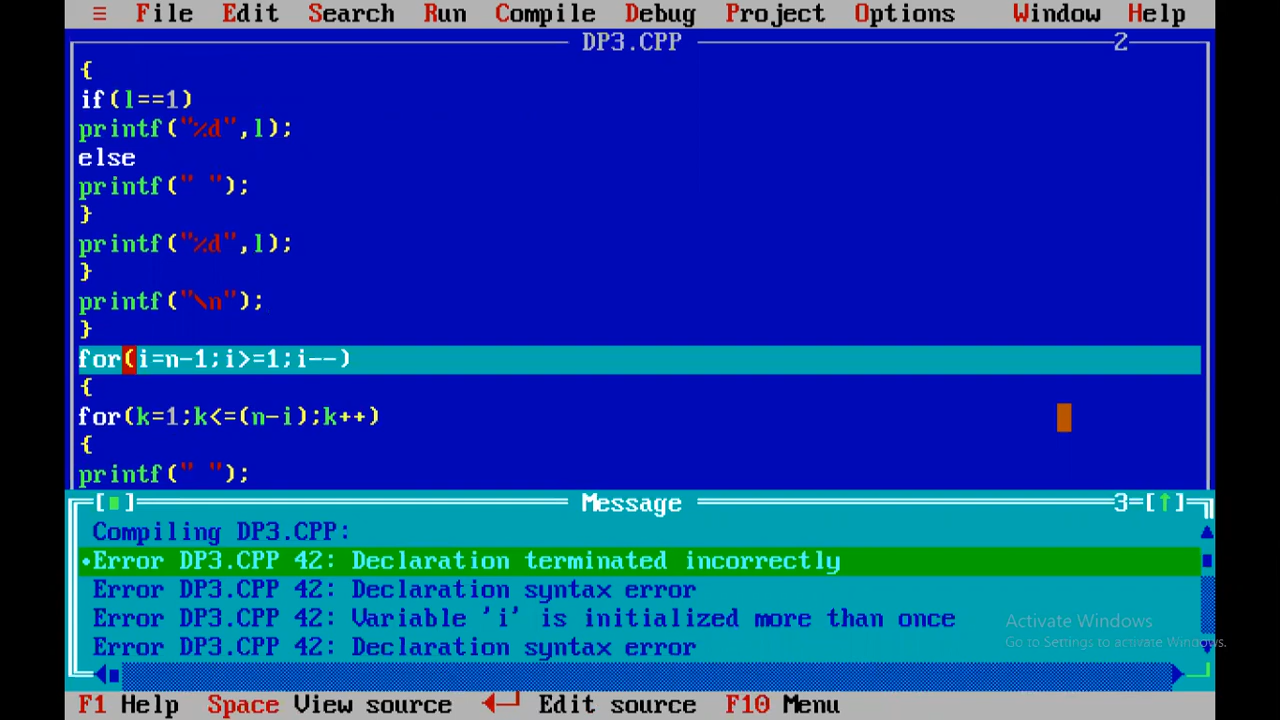 ≡ File Edit Search Run Compile Debug Project Options Window Help
DP3.CPP 2
{
if(l==1)
printf("%d",l);
else
printf(" ");
}
printf("%d",l);
}
printf("\n");
}
for(i=n-1;i>=1;i--)
{
for(k=1;k<=(n-i);k++)
{
printf(" ");
[■] Message 3=[↑]
Compiling DP3.CPP:
•Error DP3.CPP 42: Declaration terminated incorrectly
Error DP3.CPP 42: Declaration syntax error
Error DP3.CPP 42: Variable 'i' is initialized more than once
Error DP3.CPP 42: Declaration syntax error
Activate Windows
Go to Settings to activate Windows.
F1 Help Space View source ←┘ Edit source F10 Menu